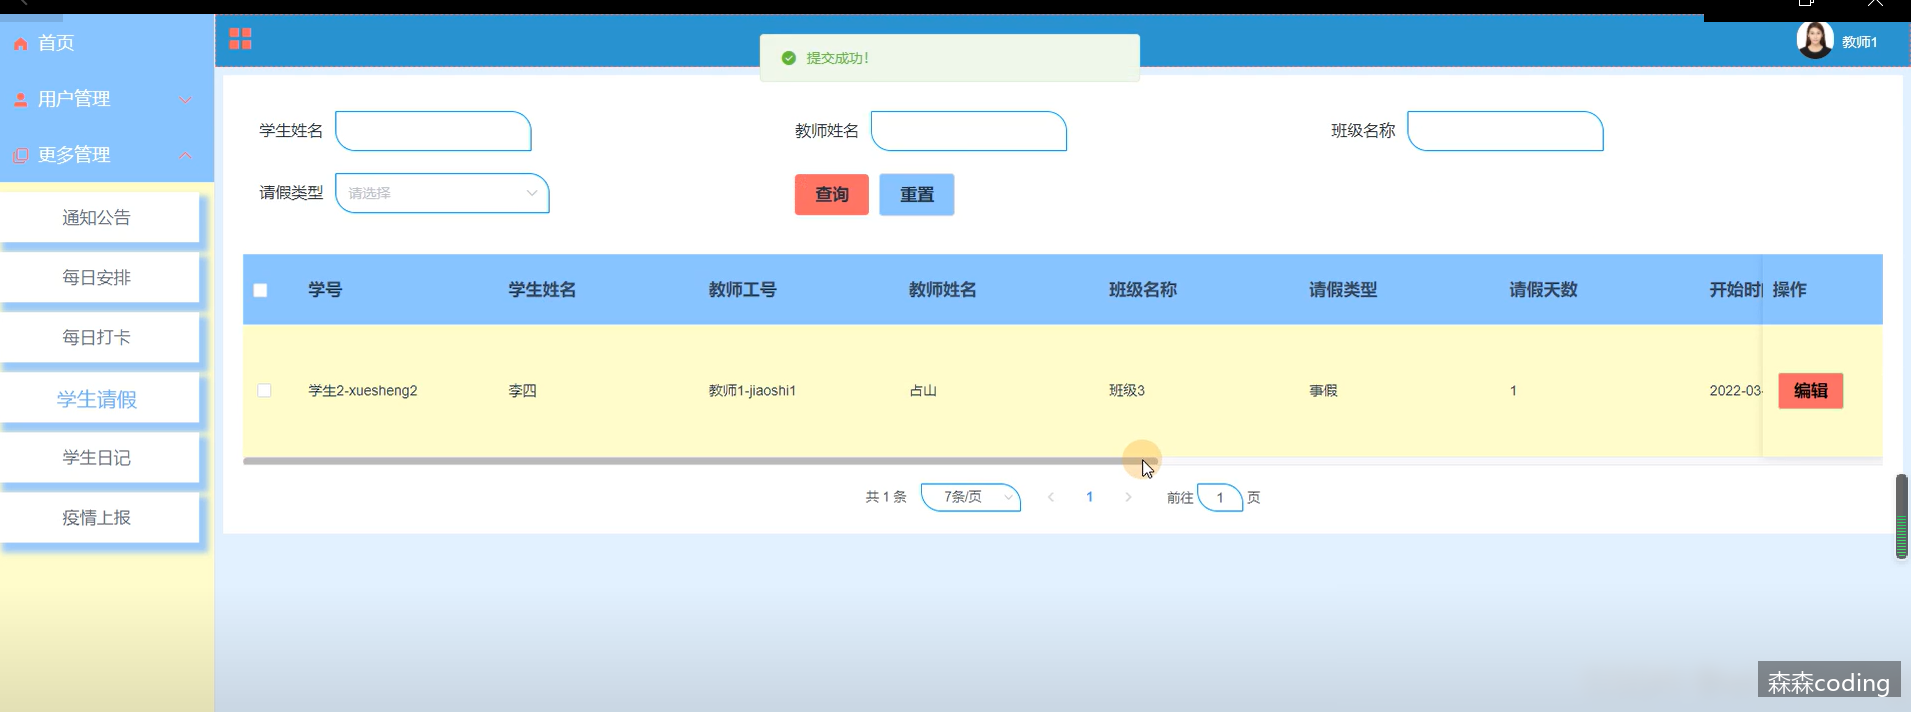 首页
用户管理
更多管理
通知公告
每日安排
每日打卡
学生请假
学生日记
疫情上报
提交成功!
教师1
学生姓名
教师姓名
班级名称
请假类型 请选择
查询 重置
学号 学生姓名 教师工号 教师姓名 班级名称 请假类型 请假天数 开始时 操作
学生2-xuesheng2 李四 教师1-jiaoshi1 占山 班级3 事假 1 2022-03- 编辑
共 1 条 7条/页 1 前往 1 页
森森coding